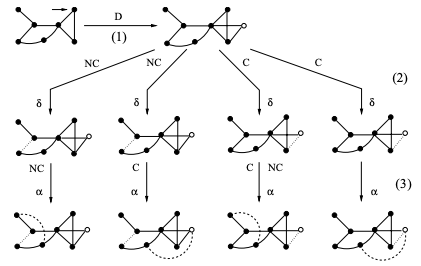 D
(1)
NC NC C C
(2)
δ δ δ δ
NC C C NC
(3)
α α α α